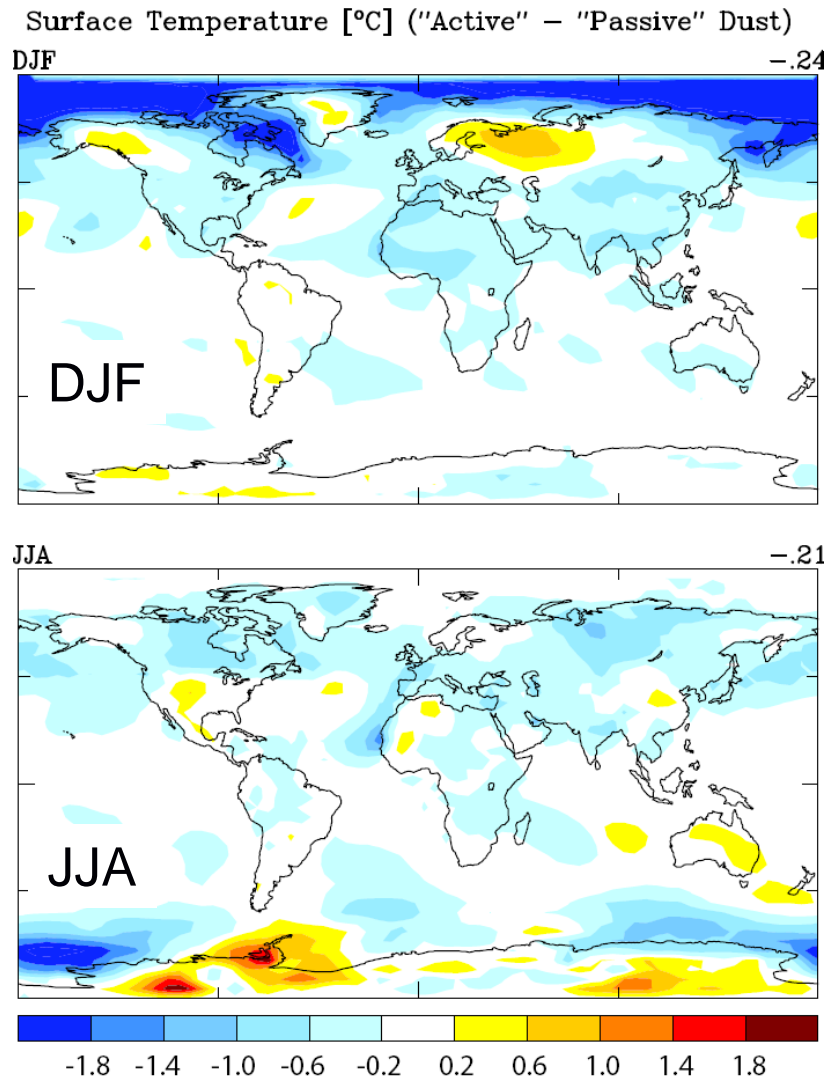 Surface Temperature [°C] ("Active" – "Passive" Dust)
DJF -.24
DJF
JJA -.21
JJA
-1.8 -1.4 -1.0 -0.6 -0.2 0.2 0.6 1.0 1.4 1.8